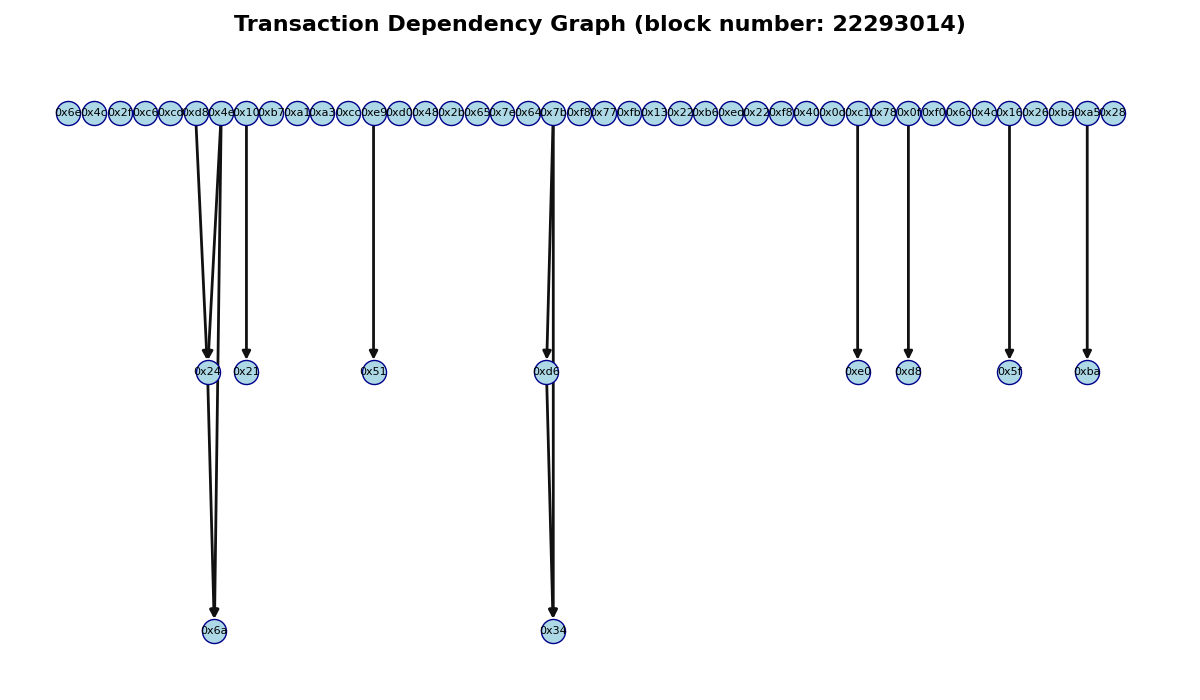 Transaction Dependency Graph (block number: 22293014)
0x6e 0x4c 0x2f 0xc6 0xcd 0xd8 0x4e 0x10 0xb7 0xa1 0xa3 0xcc 0xe9 0xd0 0x48 0x2b 0x65 0x7e 0x64 0x7b 0xf8 0x77 0xfb 0x13 0x22 0xb6 0xed 0x22 0xf8 0x40 0x0d 0xc1 0x78 0x0f 0xf0 0x6c 0x4c 0x16 0x26 0xba 0xa5 0x28
0x24 0x21 0x51 0xd6 0xe0 0xd8 0x5f 0xba
0x6a 0x34